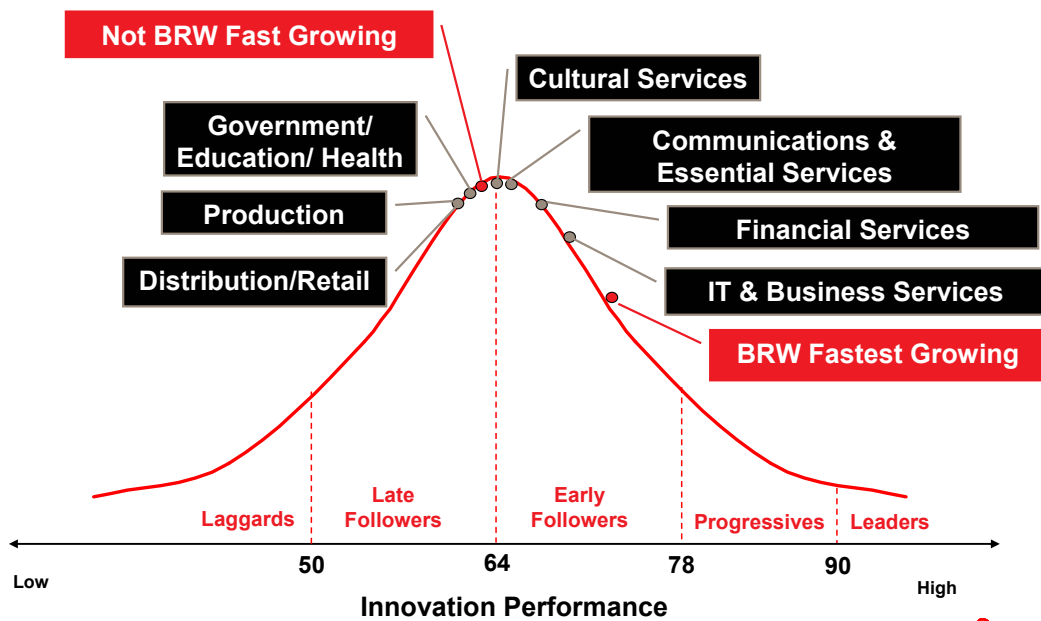 Not BRW Fast Growing
Cultural Services
Government/
Education/ Health
Communications &
Essential Services
Production
Financial Services
Distribution/Retail
IT & Business Services
BRW Fastest Growing
Laggards
Late
Followers
Early
Followers
Progressives
Leaders
50
64
78
90
Low
High
Innovation Performance